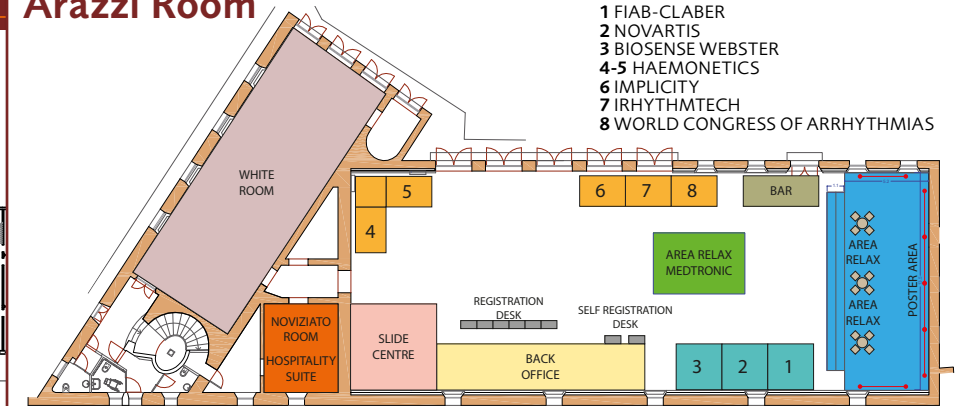 Arazzi Room
1 FIAB-CLABER
2 NOVARTIS
3 BIOSENSE WEBSTER
4-5 HAEMONETICS
6 IMPLICITY
7 IRHYTHMTECH
8 WORLD CONGRESS OF ARRHYTHMIAS
WHITE
ROOM
5
4
6
7
8
BAR
AREA RELAX
MEDTRONIC
AREA
RELAX
AREA
RELAX
POSTER AREA
NOVIZIATO
ROOM
HOSPITALITY
SUITE
SLIDE
CENTRE
REGISTRATION
DESK
SELF REGISTRATION
DESK
BACK
OFFICE
3
2
1